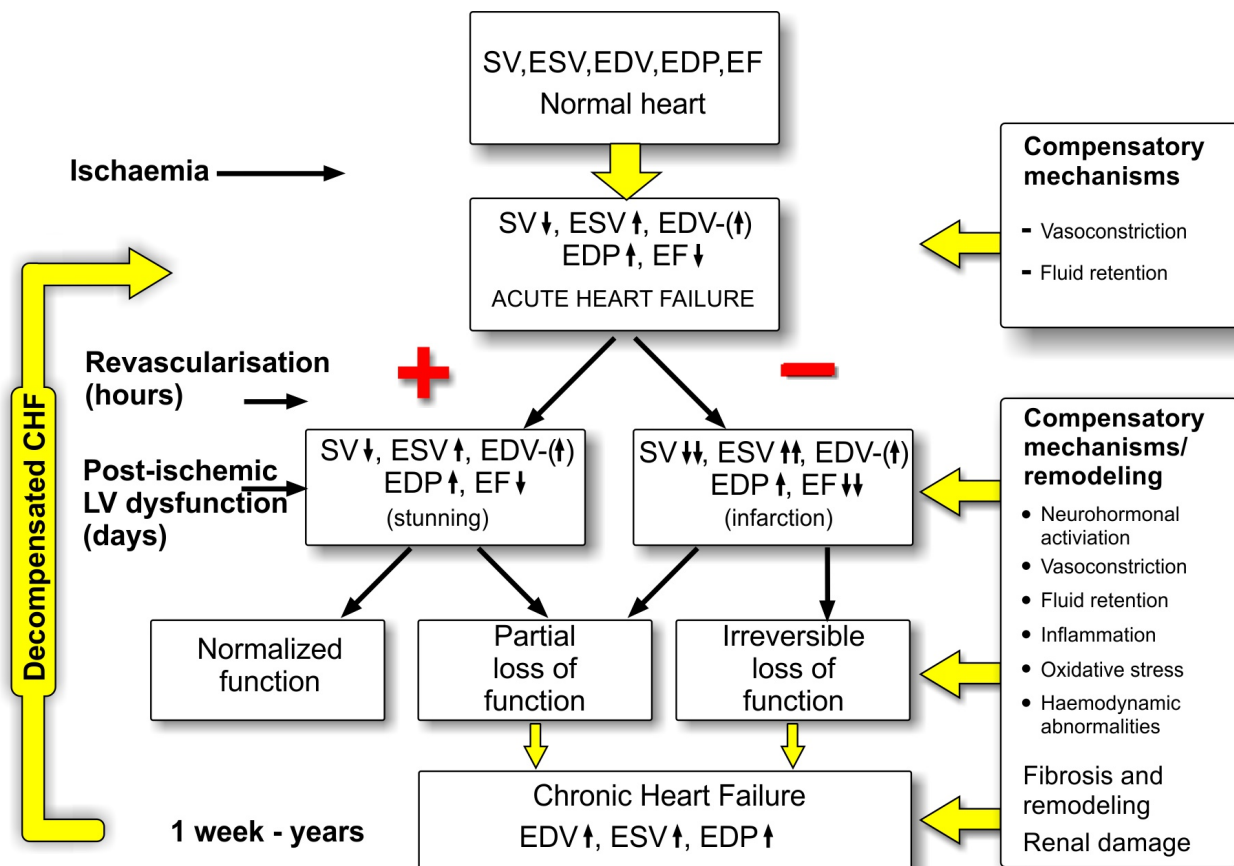 SV,ESV,EDV,EDP,EF
Normal heart
Ischaemia
SV↓, ESV↑, EDV-(↑)
EDP↑, EF↓
ACUTE HEART FAILURE
Compensatory
mechanisms
- Vasoconstriction
- Fluid retention
Revascularisation
(hours)
+
−
Post-ischemic
LV dysfunction
(days)
SV↓, ESV↑, EDV-(↑)
EDP↑, EF↓
(stunning)
SV↓↓, ESV↑↑, EDV-(↑)
EDP↑, EF↓↓
(infarction)
Compensatory
mechanisms/
remodeling
• Neurohormonal
activiation
• Vasoconstriction
• Fluid retention
• Inflammation
• Oxidative stress
• Haemodynamic
abnormalities
Fibrosis and
remodeling
Renal damage
Normalized
function
Partial
loss of
function
Irreversible
loss of
function
Decompensated CHF
1 week - years
Chronic Heart Failure
EDV↑, ESV↑, EDP↑